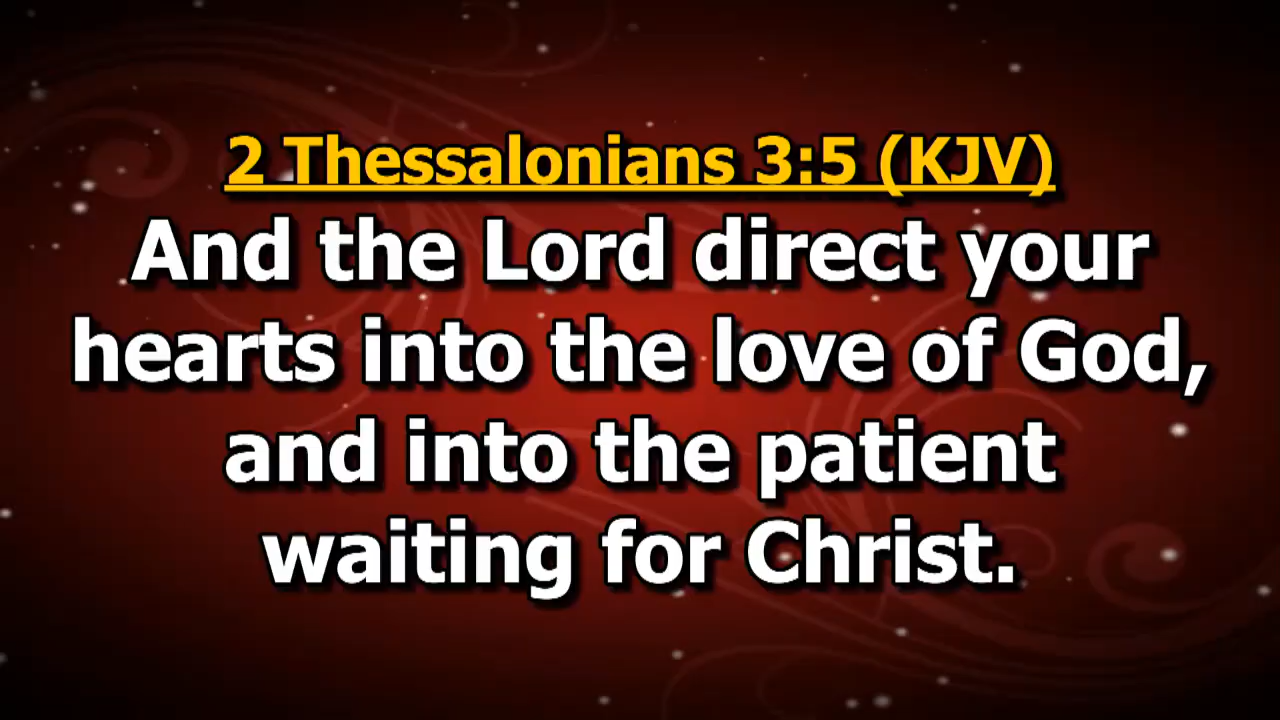 2 Thessalonians 3:5 (KJV)
And the Lord direct your
hearts into the love of God,
and into the patient
waiting for Christ.